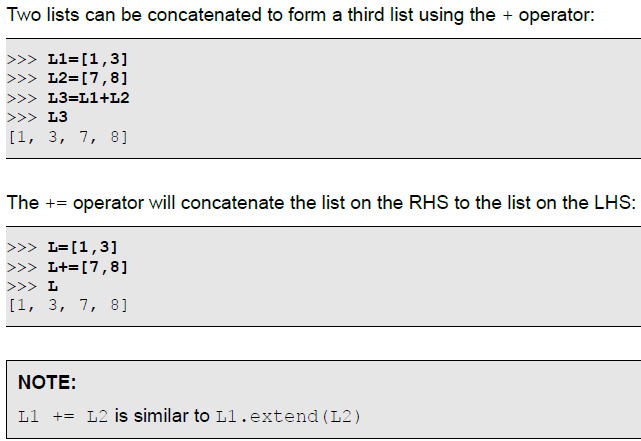 Two lists can be concatenated to form a third list using the + operator:
>>> L1=[1,3]
>>> L2=[7,8]
>>> L3=L1+L2
>>> L3
[1, 3, 7, 8]
The += operator will concatenate the list on the RHS to the list on the LHS:
>>> L=[1,3]
>>> L+=[7,8]
>>> L
[1, 3, 7, 8]
NOTE:
L1 += L2 is similar to L1.extend(L2)